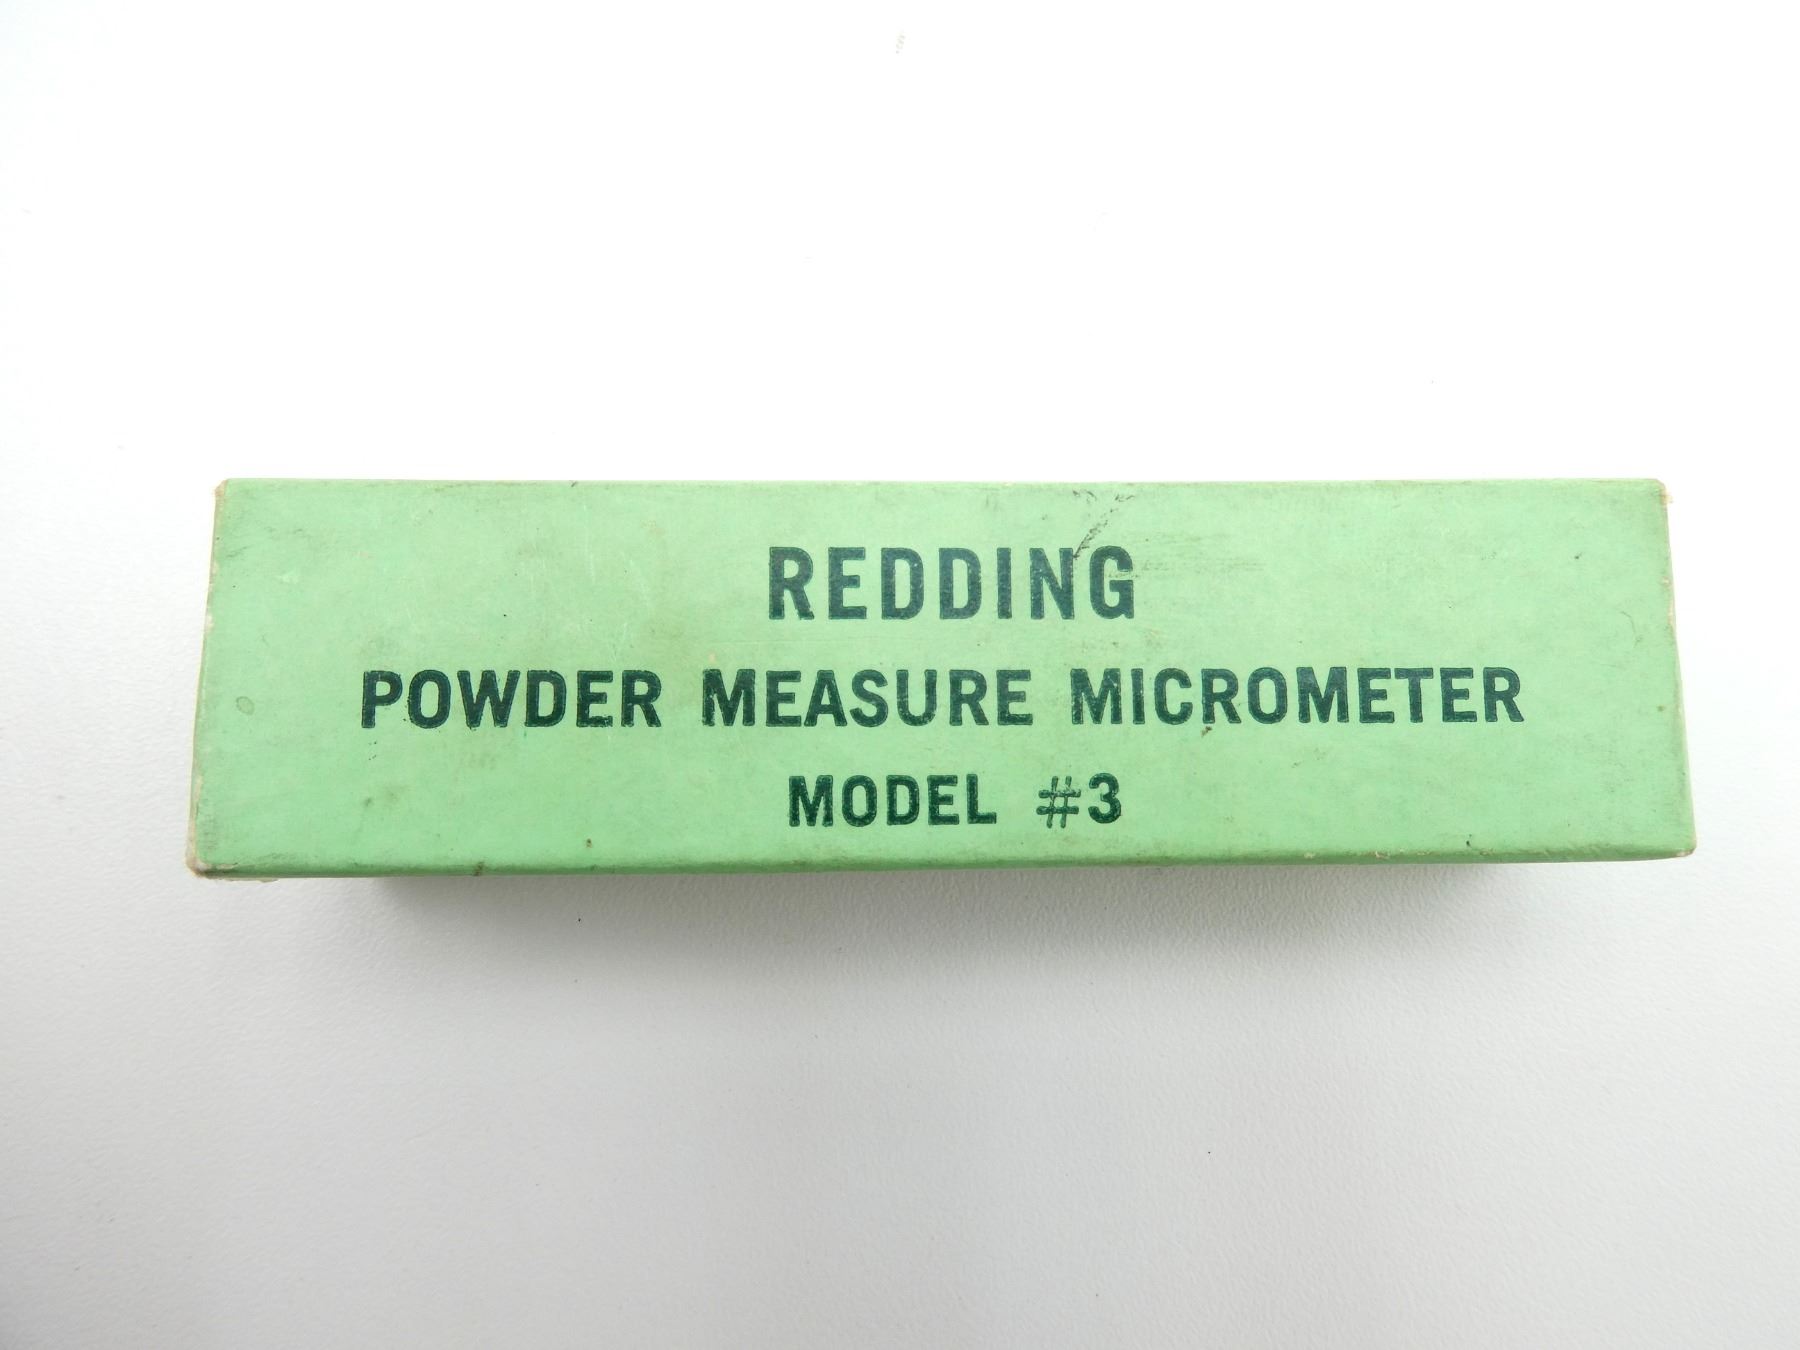 REDDING
POWDER MEASURE MICROMETER
MODEL #3